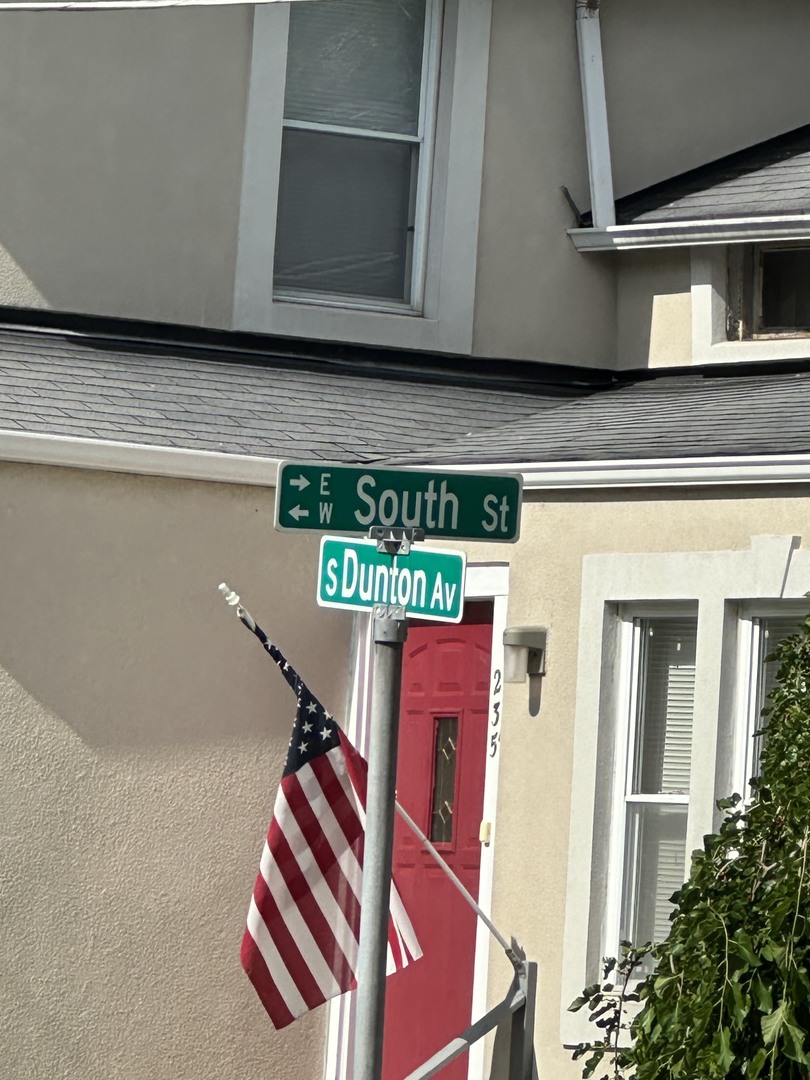 → E
← W South St
S Dunton Av
235